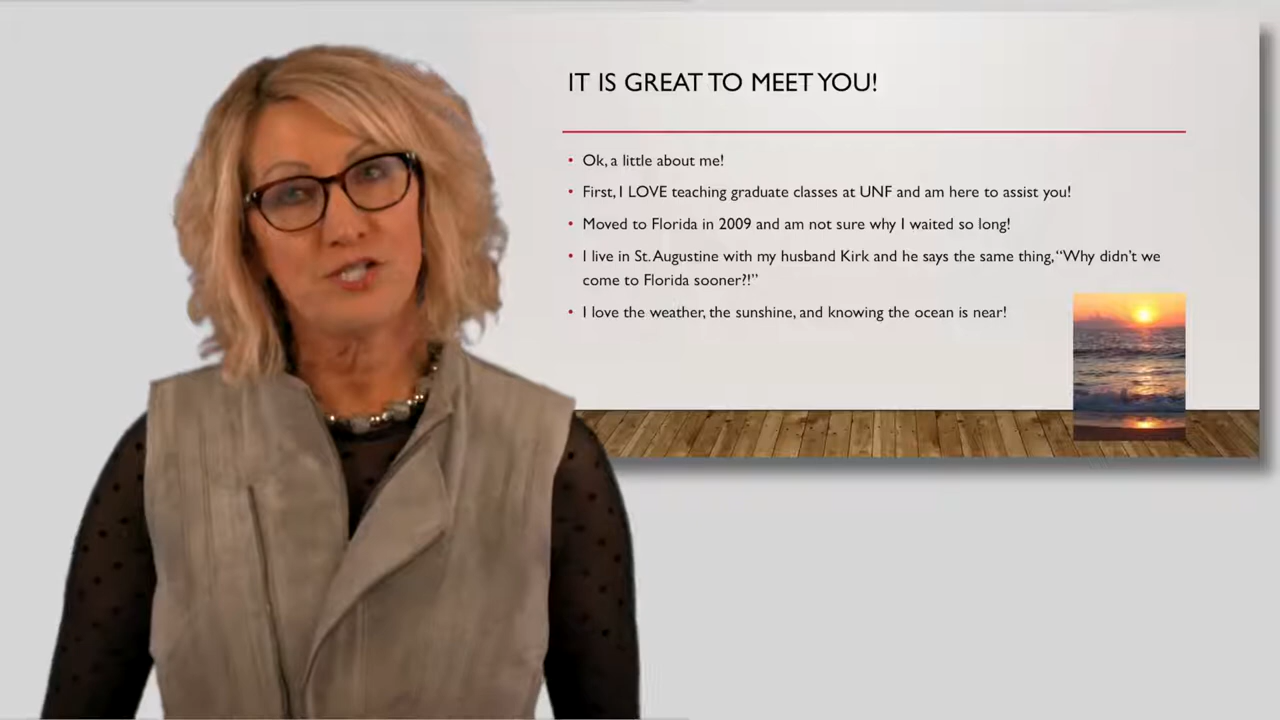 IT IS GREAT TO MEET YOU!
• Ok, a little about me!
• First, I LOVE teaching graduate classes at UNF and am here to assist you!
• Moved to Florida in 2009 and am not sure why I waited so long!
• I live in St. Augustine with my husband Kirk and he says the same thing, “Why didn’t we
come to Florida sooner?!”
• I love the weather, the sunshine, and knowing the ocean is near!